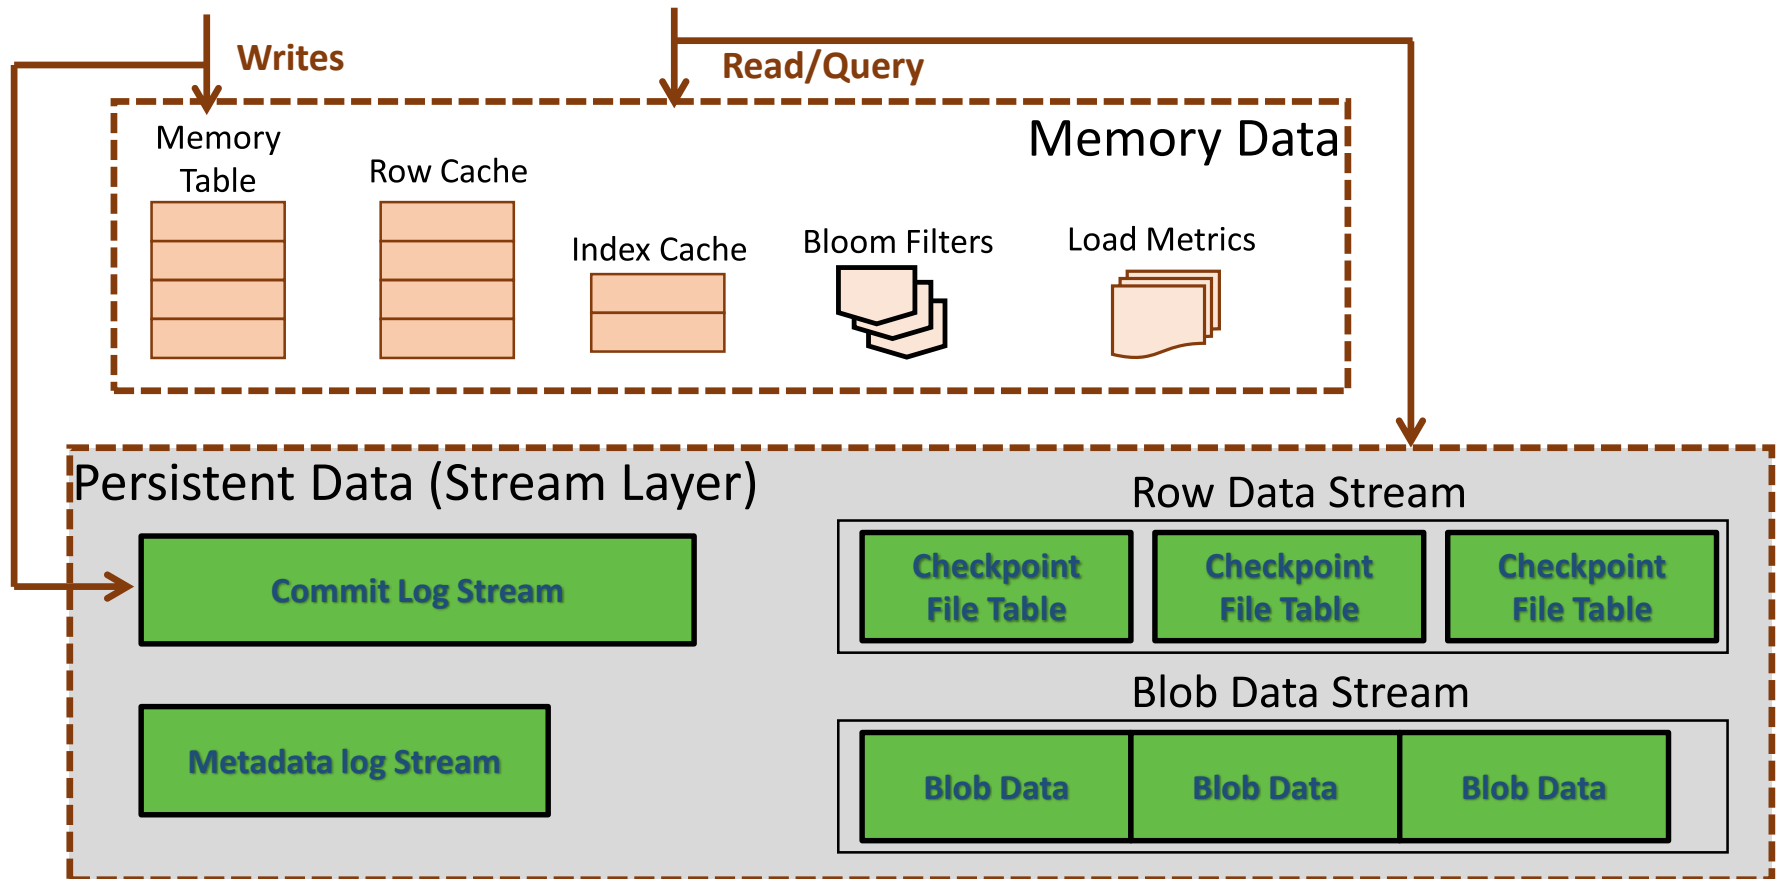 Writes
Read/Query
Memory Data
Memory
Table
Row Cache
Index Cache
Bloom Filters
Load Metrics
Persistent Data (Stream Layer)
Commit Log Stream
Metadata log Stream
Row Data Stream
Checkpoint
File Table
Checkpoint
File Table
Checkpoint
File Table
Blob Data Stream
Blob Data
Blob Data
Blob Data